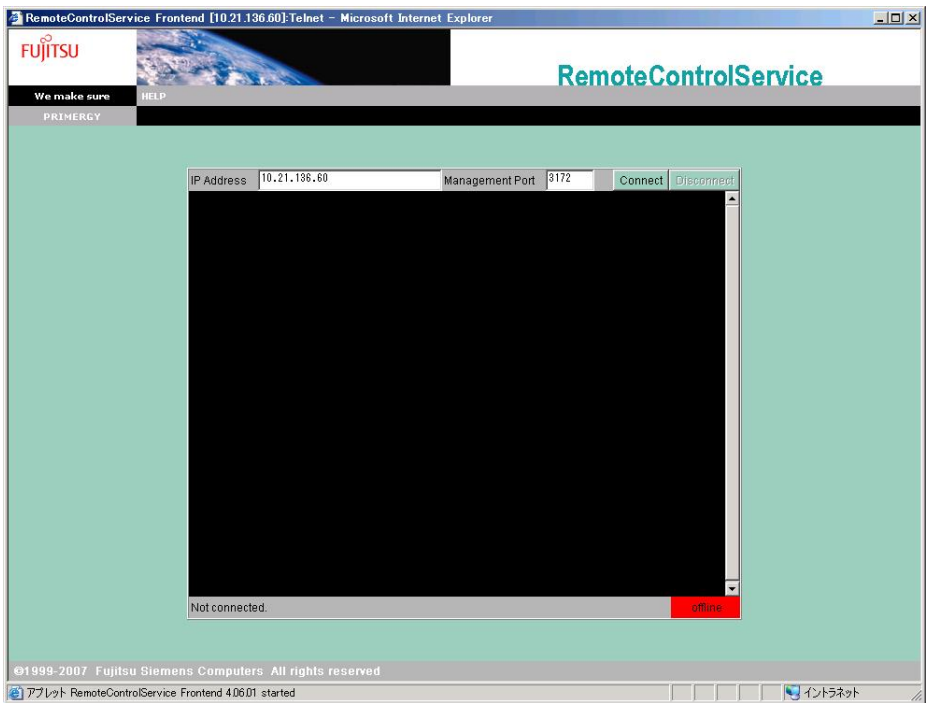 RemoteControlService Frontend [10.21.136.60]:Telnet - Microsoft Internet Explorer
FUJITSU
RemoteControlService
We make sure
HELP
PRIMERGY
IP Address 10.21.136.60 Management Port 3172 Connect Disconnect
Not connected. offline
©1999-2007 Fujitsu Siemens Computers All rights reserved
アプレット RemoteControlService Frontend 4.06.01 started イントラネット